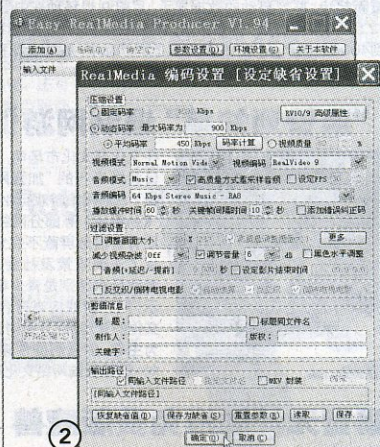 Easy RealMedia Producer V1.94
添加(A) 参数设置(O) 环境设置(G) 关于本软件
输入文件
RealMedia 编码设置 [设定缺省设置]
压缩设置
固定码率 Kbps RV10/9 高级属性
动态码率 最大码率为 900 Kbps
平均码率 450 Kbps 码率计算 视频质量 %
视频模式 Normal Motion Vide 视频编码 RealVideo 9
音频模式 Music 高质量方式重采样音频 设定FPS
音频编码 64 Kbps Stereo Music - RA8
播放缓冲时间 60 秒 关键帧间隔时间 10 秒 添加错误纠正码
过滤设置
调整画面大小 X 更多
减少视频杂波 Off 调节音量 6 dB 黑色水平调整
音频[+延迟/-提前] 秒 设定影片结束时间
反交织/倒转电视电影
剪辑信息
标 题: 标题同文件名
制作人: 版权:
关键字:
输出路径
同输入文件路径 MKV 封装
[同输入文件路径]
恢复缺省值(D) 保存为缺省(S) 重置参数(R) 读取... 保存...
确定(O) 取消(C)
2